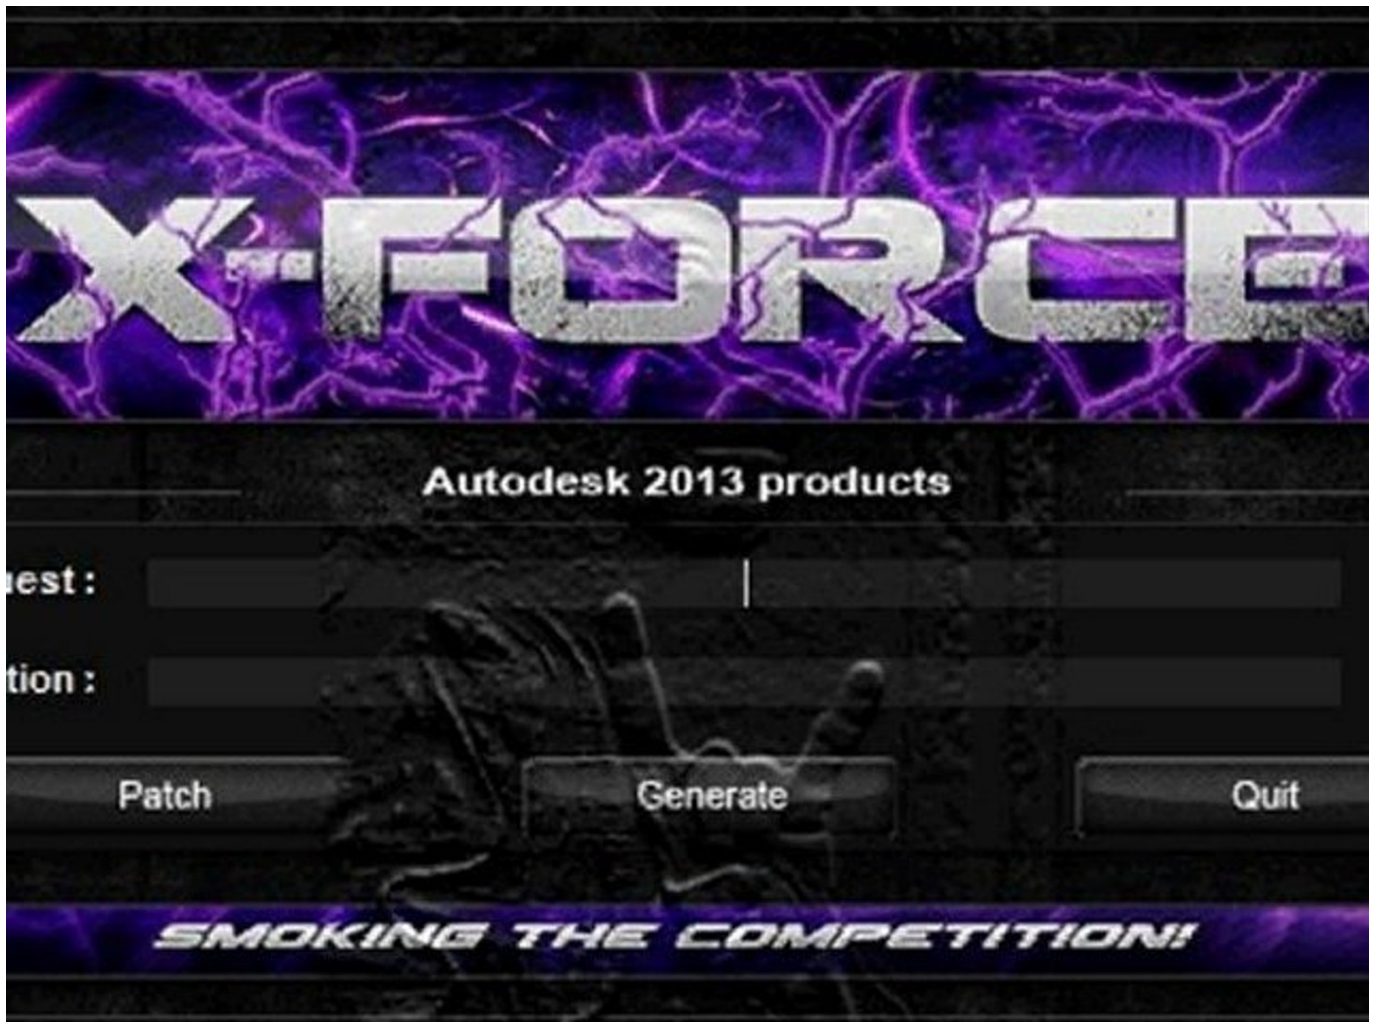 X-FORCE
Autodesk 2013 products
uest :
tion :
Patch Generate Quit
SMOKING THE COMPETITION!